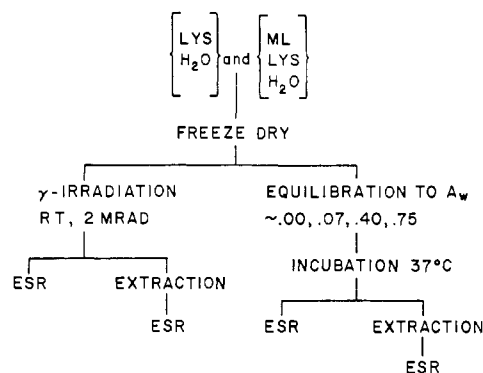 LYS
H₂O
and
ML
LYS
H₂O
FREEZE DRY
γ-IRRADIATION
RT, 2 MRAD
ESR
EXTRACTION
ESR
EQUILIBRATION TO Aw
~.00, .07, .40, .75
INCUBATION 37°C
ESR
EXTRACTION
ESR